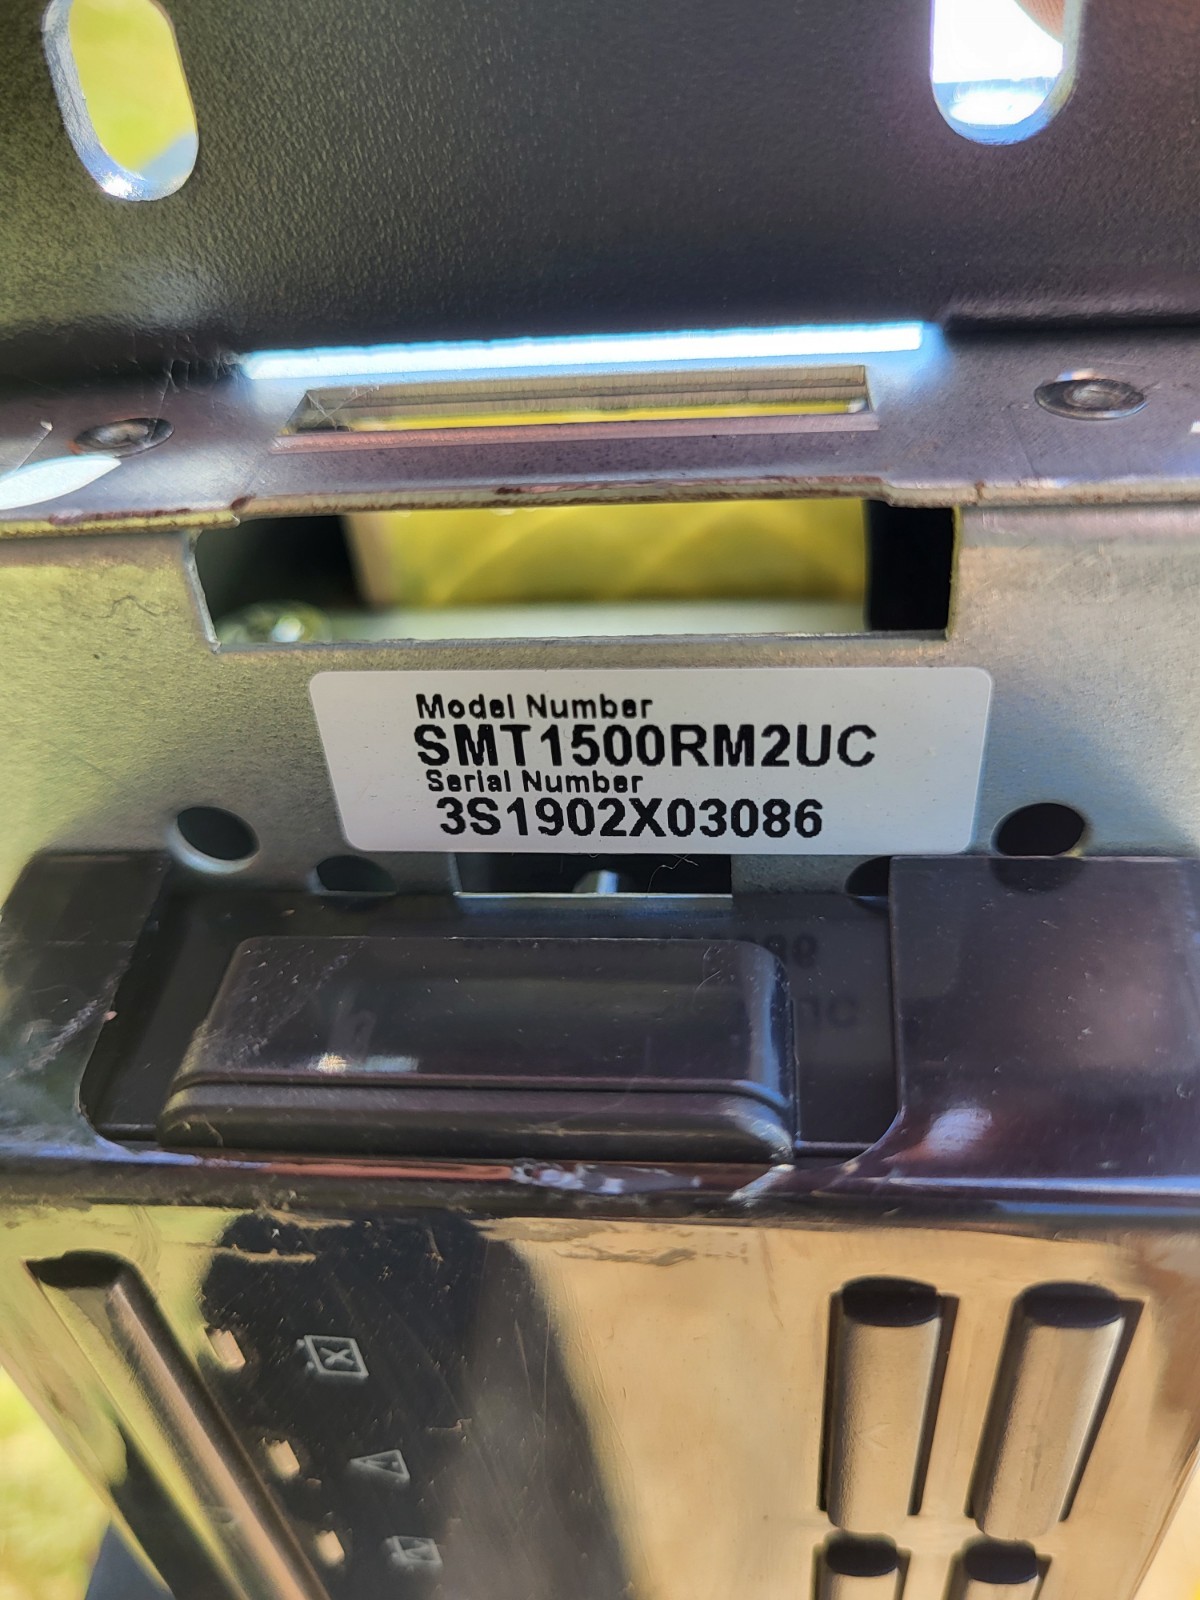 Model Number
SMT1500RM2UC
Serial Number
3S1902X03086